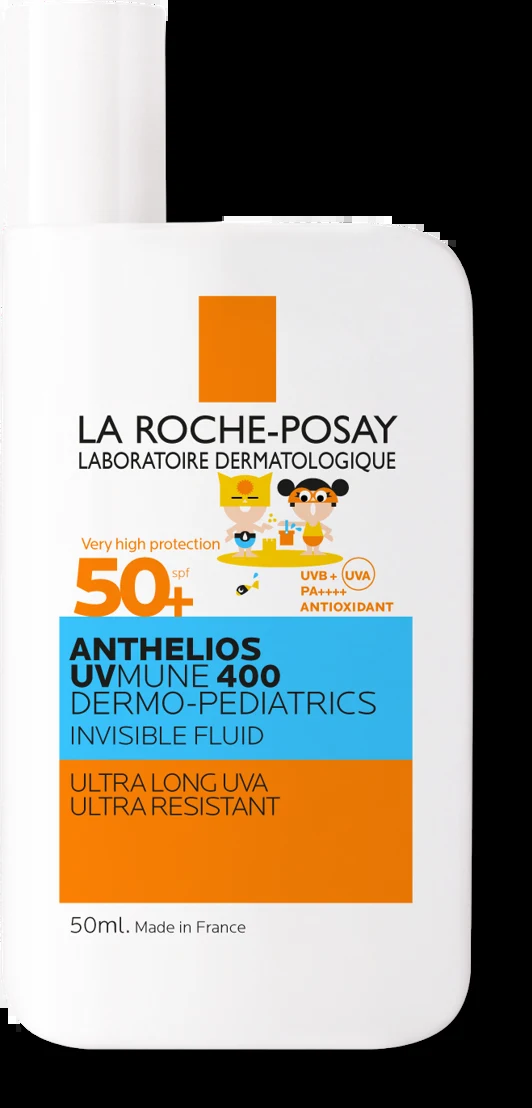 LA ROCHE-POSAY
LABORATOIRE DERMATOLOGIQUE
Very high protection
50+ spf
UVB + UVA
PA++++
ANTIOXIDANT
ANTHELIOS
UVMUNE 400
DERMO-PEDIATRICS
INVISIBLE FLUID
ULTRA LONG UVA
ULTRA RESISTANT
50ml. Made in France